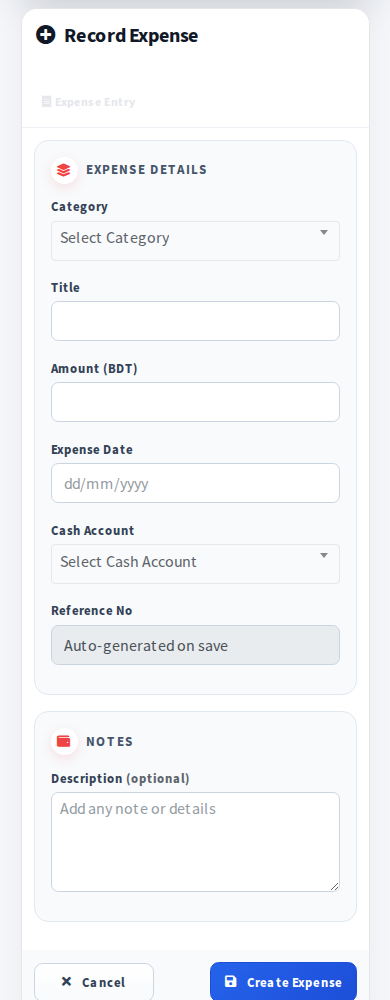 Record Expense
Expense Entry
EXPENSE DETAILS
Category
Select Category
Title
Amount (BDT)
Expense Date
dd/mm/yyyy
Cash Account
Select Cash Account
Reference No
Auto-generated on save
NOTES
Description (optional)
Add any note or details
Cancel
Create Expense